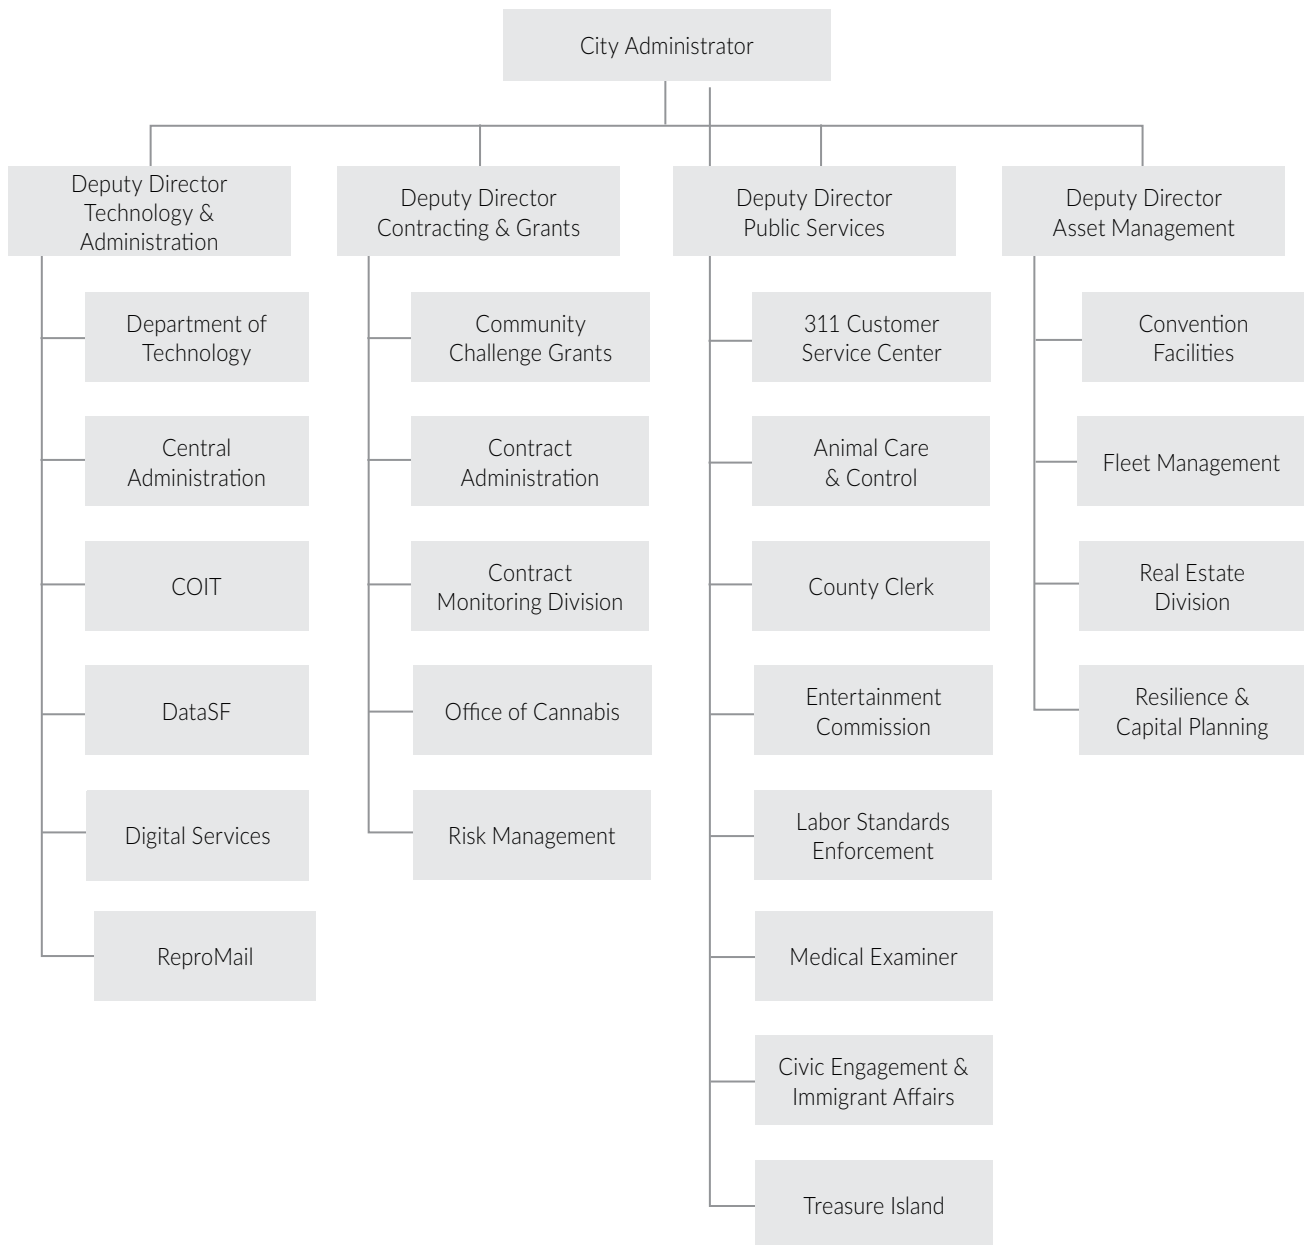 City Administrator
Deputy Director
Technology &
Administration
Deputy Director
Contracting & Grants
Deputy Director
Public Services
Deputy Director
Asset Management
Department of
Technology
Central
Administration
COIT
DataSF
Digital Services
ReproMail
Community
Challenge Grants
Contract
Administration
Contract
Monitoring Division
Office of Cannabis
Risk Management
311 Customer
Service Center
Animal Care
& Control
County Clerk
Entertainment
Commission
Labor Standards
Enforcement
Medical Examiner
Civic Engagement &
Immigrant Affairs
Treasure Island
Convention
Facilities
Fleet Management
Real Estate
Division
Resilience &
Capital Planning